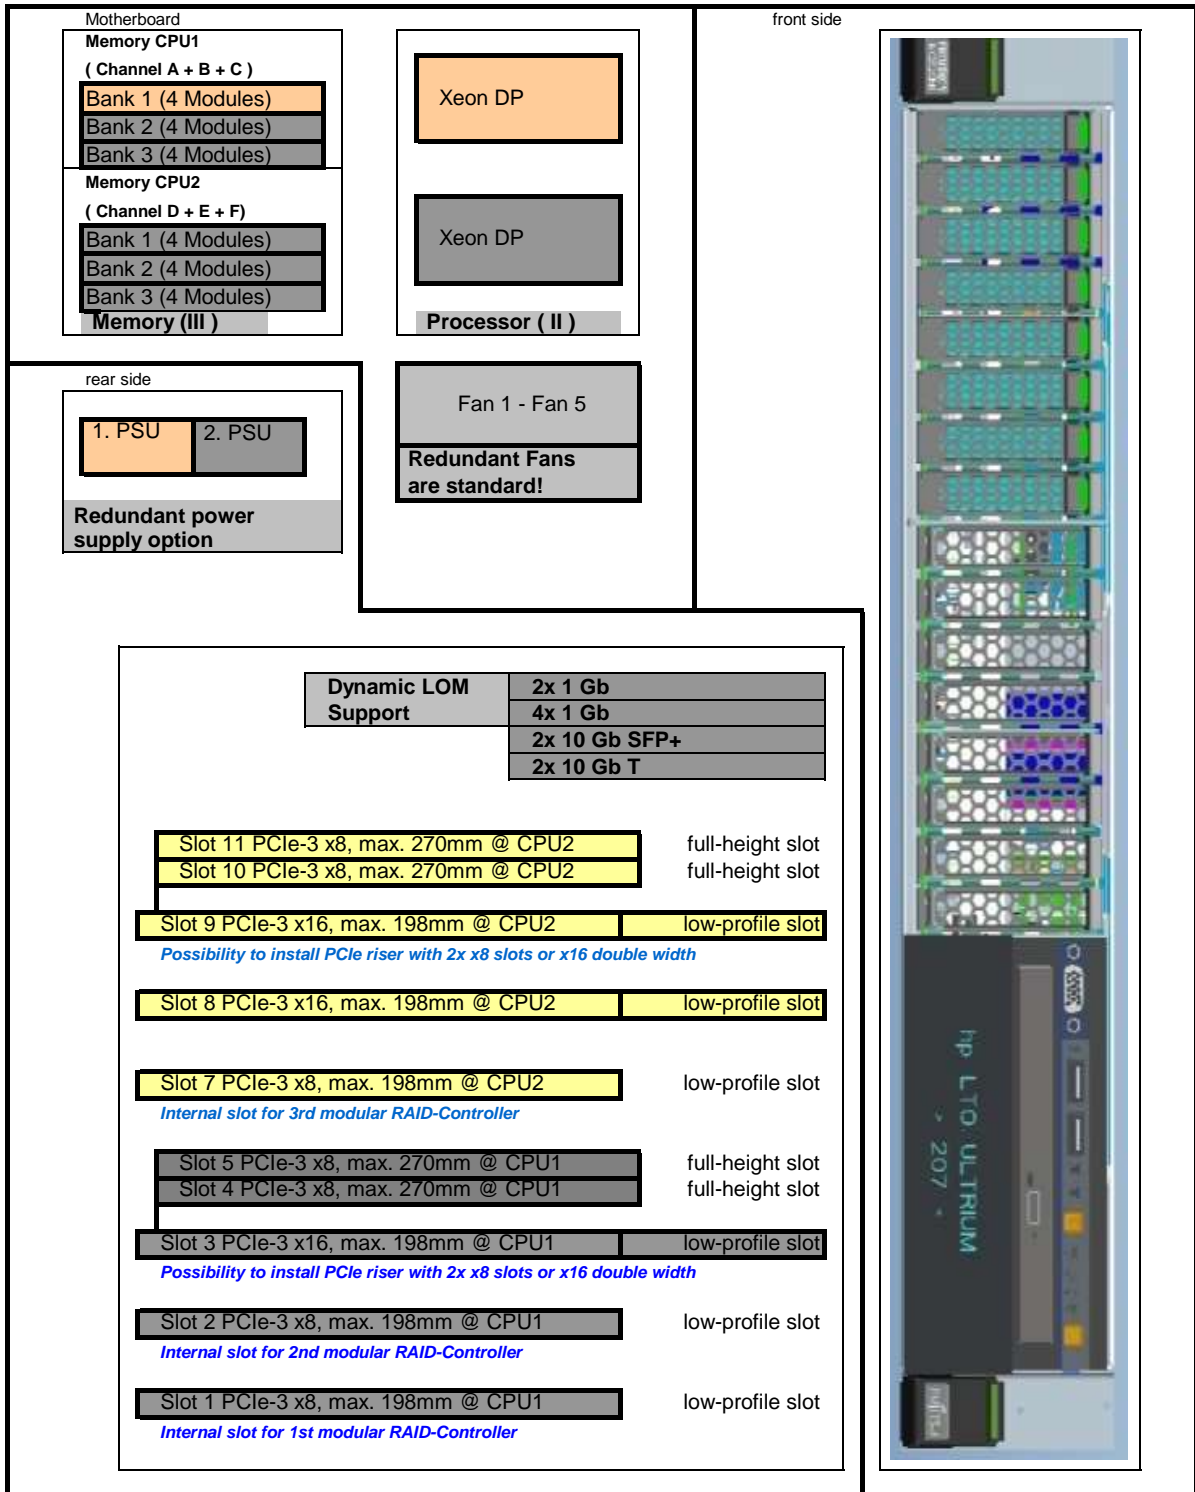 Motherboard
Memory CPU1
( Channel A + B + C )
Bank 1 (4 Modules)
Bank 2 (4 Modules)
Bank 3 (4 Modules)
Memory CPU2
( Channel D + E + F)
Bank 1 (4 Modules)
Bank 2 (4 Modules)
Bank 3 (4 Modules)
Memory (III )
Xeon DP
Xeon DP
Processor ( II )
front side
rear side
1. PSU
2. PSU
Redundant power
supply option
Fan 1 - Fan 5
Redundant Fans
are standard!
Dynamic LOM
Support
2x 1 Gb
4x 1 Gb
2x 10 Gb SFP+
2x 10 Gb T
Slot 11 PCIe-3 x8, max. 270mm @ CPU2 full-height slot
Slot 10 PCIe-3 x8, max. 270mm @ CPU2 full-height slot
Slot 9 PCIe-3 x16, max. 198mm @ CPU2 low-profile slot
Possibility to install PCIe riser with 2x x8 slots or x16 double width
Slot 8 PCIe-3 x16, max. 198mm @ CPU2 low-profile slot
Slot 7 PCIe-3 x8, max. 198mm @ CPU2 low-profile slot
Internal slot for 3rd modular RAID-Controller
Slot 5 PCIe-3 x8, max. 270mm @ CPU1 full-height slot
Slot 4 PCIe-3 x8, max. 270mm @ CPU1 full-height slot
Slot 3 PCIe-3 x16, max. 198mm @ CPU1 low-profile slot
Possibility to install PCIe riser with 2x x8 slots or x16 double width
Slot 2 PCIe-3 x8, max. 198mm @ CPU1 low-profile slot
Internal slot for 2nd modular RAID-Controller
Slot 1 PCIe-3 x8, max. 198mm @ CPU1 low-profile slot
Internal slot for 1st modular RAID-Controller
hp LTO ULTRIUM
207
FUJITSU